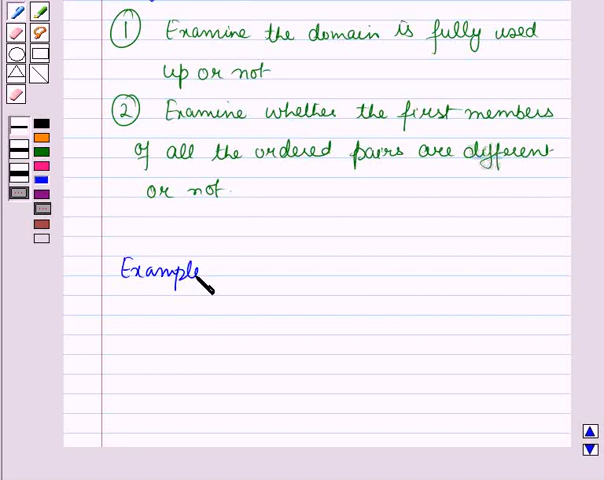 ① Examine the domain is fully used
up or not
② Examine whether the first members
of all the ordered pairs are different
or not.
Example